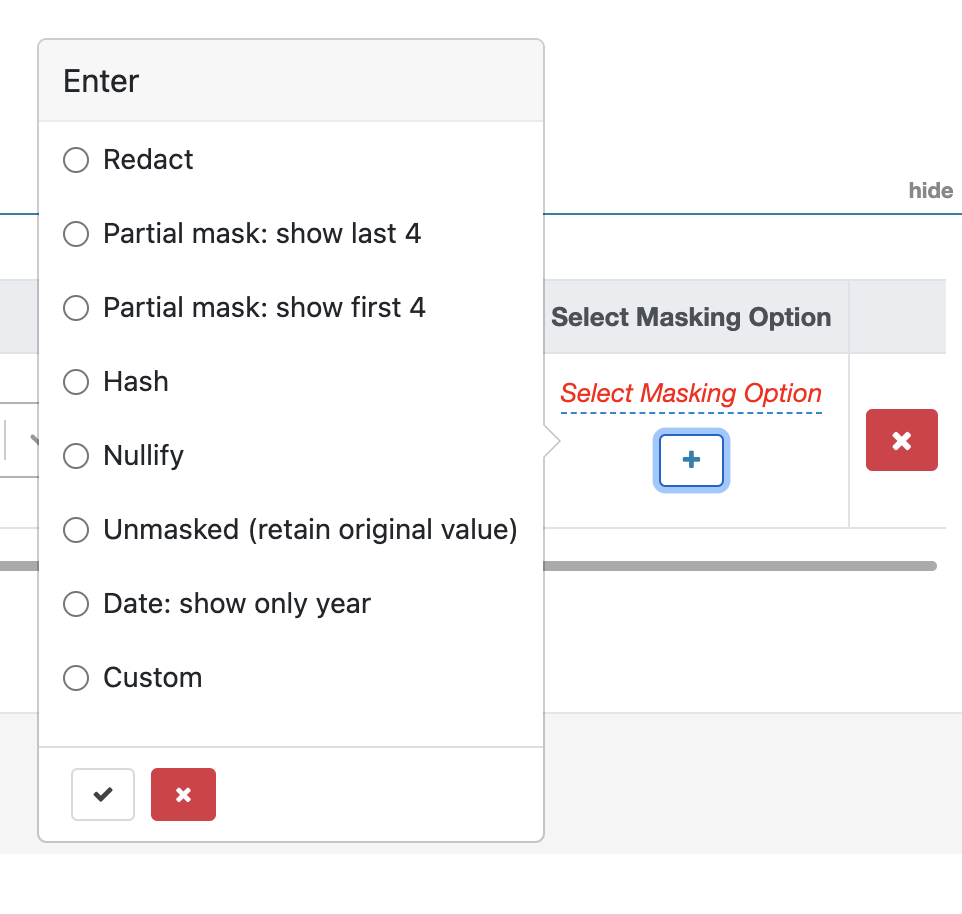 Enter
Redact
Partial mask: show last 4
Partial mask: show first 4
Hash
Nullify
Unmasked (retain original value)
Date: show only year
Custom
hide
Select Masking Option
Select Masking Option